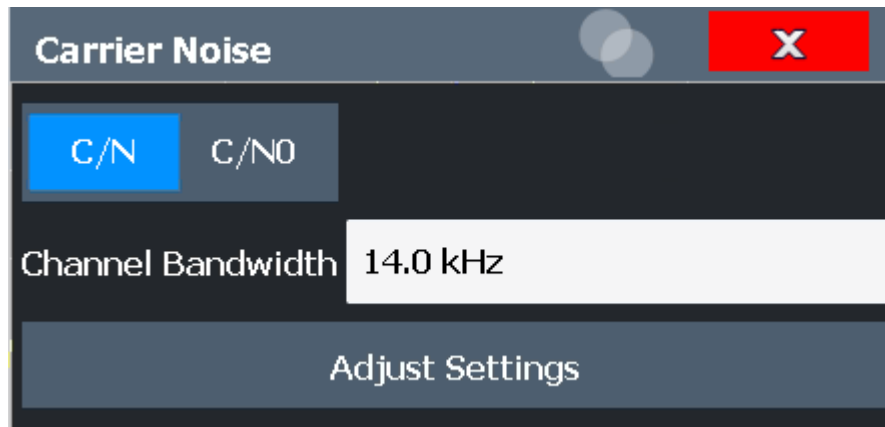 Carrier Noise X
C/N C/N0
Channel Bandwidth 14.0 kHz
Adjust Settings